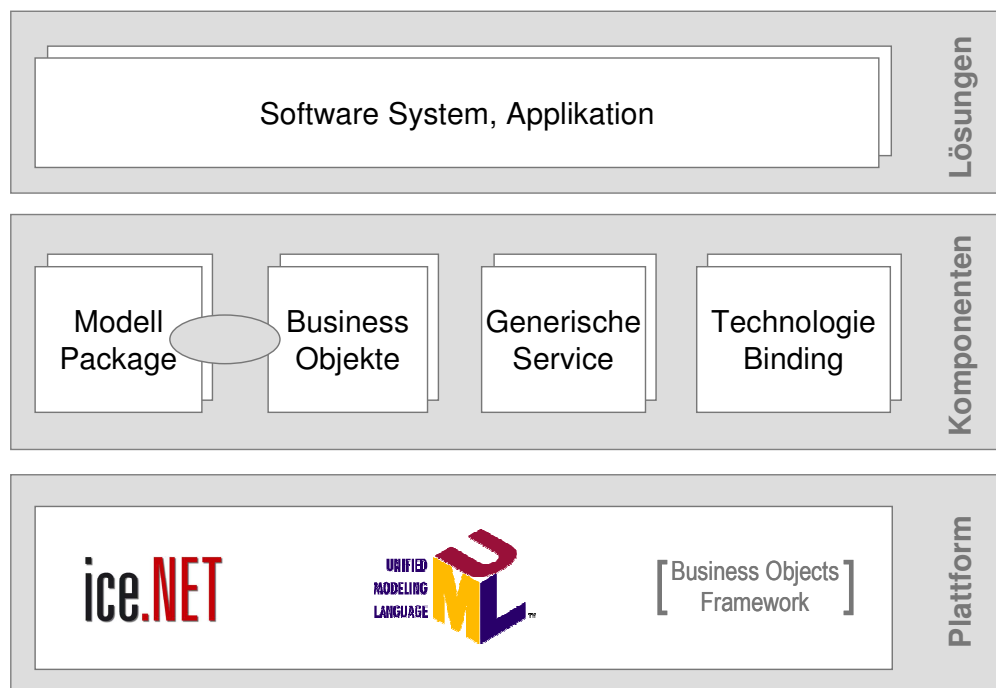 Software System, Applikation
Lösungen
Modell
Package
Business
Objekte
Generische
Service
Technologie
Binding
Komponenten
ice.NET
UNIFIED
MODELING
LANGUAGE
UML
™
[Business Objects
Framework]
Plattform